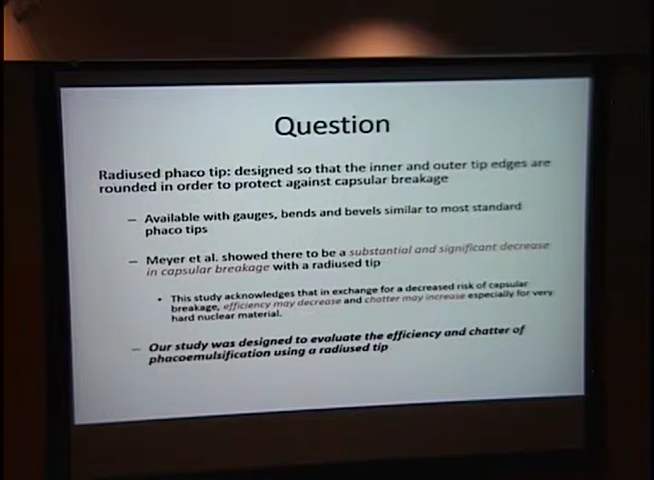 Question
Radiused phaco tip: designed so that the inner and outer tip edges are
rounded in order to protect against capsular breakage
– Available with gauges, bends and bevels similar to most standard
phaco tips
– Meyer et al. showed there to be a substantial and significant decrease
in capsular breakage with a radiused tip
• This study acknowledges that in exchange for a decreased risk of capsular
breakage, efficiency may decrease and chatter may increase especially for very
hard nuclear material.
– Our study was designed to evaluate the efficiency and chatter of
phacoemulsification using a radiused tip